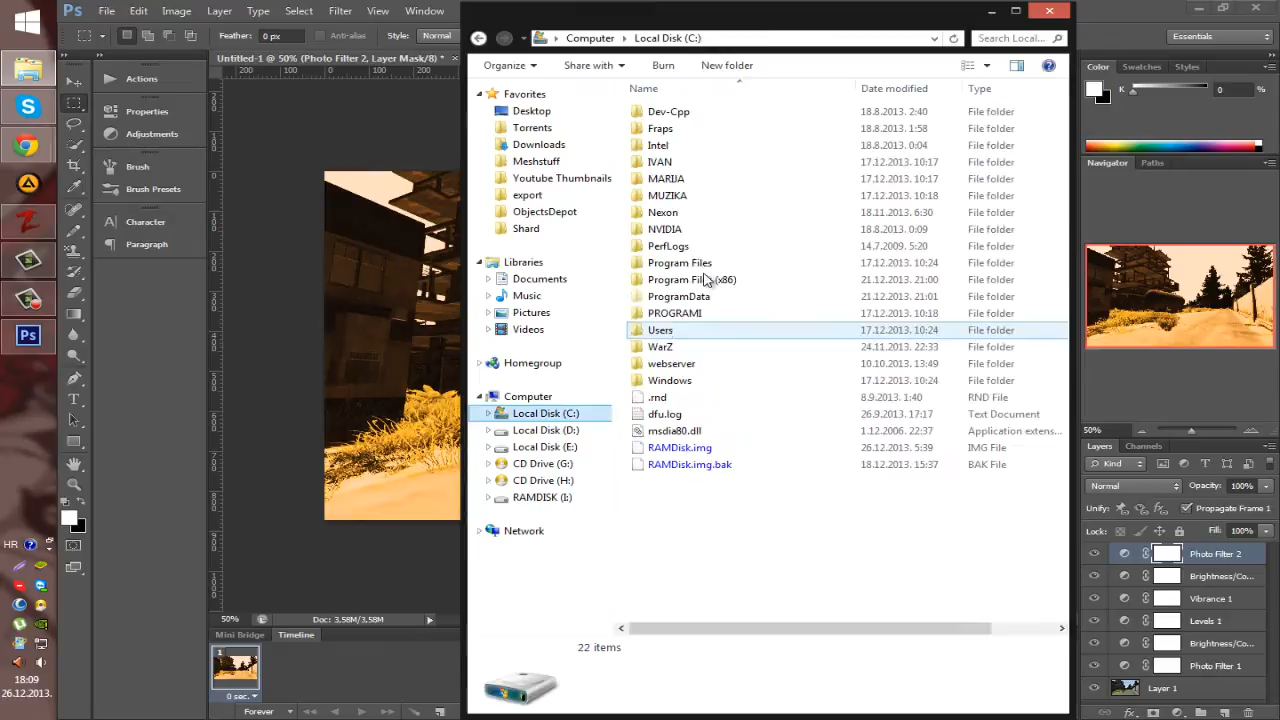 Ps File Edit Image Layer Type Select Filter View Window
Feather: 0 px Anti-alias Style: Normal
Essentials
Untitled-1 @ 50% (Photo Filter 2, Layer Mask/8) *
Computer Local Disk (C:) Search Local...
Organize Share with Burn New folder
Name Date modified Type
Favorites
Desktop
Torrents
Downloads
Meshstuff
Youtube Thumbnails
export
ObjectsDepot
Shard
Libraries
Documents
Music
Pictures
Videos
Homegroup
Computer
Local Disk (C:)
Local Disk (D:)
Local Disk (E:)
CD Drive (G:)
CD Drive (H:)
RAMDISK (I:)
Network
Dev-Cpp 18.8.2013. 2:40 File folder
Fraps 18.8.2013. 1:58 File folder
Intel 18.8.2013. 0:04 File folder
IVAN 17.12.2013. 10:17 File folder
MARIJA 17.12.2013. 10:17 File folder
MUZIKA 17.12.2013. 10:18 File folder
Nexon 18.11.2013. 6:30 File folder
NVIDIA 18.8.2013. 0:09 File folder
PerfLogs 14.7.2009. 5:20 File folder
Program Files 17.12.2013. 10:24 File folder
Program Files (x86) 21.12.2013. 21:00 File folder
ProgramData 21.12.2013. 21:01 File folder
PROGRAMI 17.12.2013. 10:18 File folder
Users 17.12.2013. 10:24 File folder
WarZ 24.11.2013. 22:33 File folder
webserver 10.10.2013. 13:49 File folder
Windows 17.12.2013. 10:24 File folder
.rnd 8.9.2013. 1:40 RND File
dfu.log 26.9.2013. 17:17 Text Document
msdia80.dll 1.12.2006. 22:37 Application extens...
RAMDisk.img 26.12.2013. 5:39 IMG File
RAMDisk.img.bak 18.12.2013. 15:37 BAK File
22 items
Actions
Properties
Adjustments
Brush
Brush Presets
Character
Paragraph
200 100 0 100 200
50% Doc: 3,58M/3,58M
Mini Bridge Timeline
1
0 sec.
Forever
HR
18:09
26.12.2013.
Ps
Color Swatches Styles
K 0 %
Navigator Paths
50%
Layers Channels
Kind
Normal Opacity: 100%
Unify: Propagate Frame 1
Lock: Fill: 100%
Photo Filter 2
Brightness/Co...
Vibrance 1
Levels 1
Brightness/Co...
Photo Filter 1
Layer 1